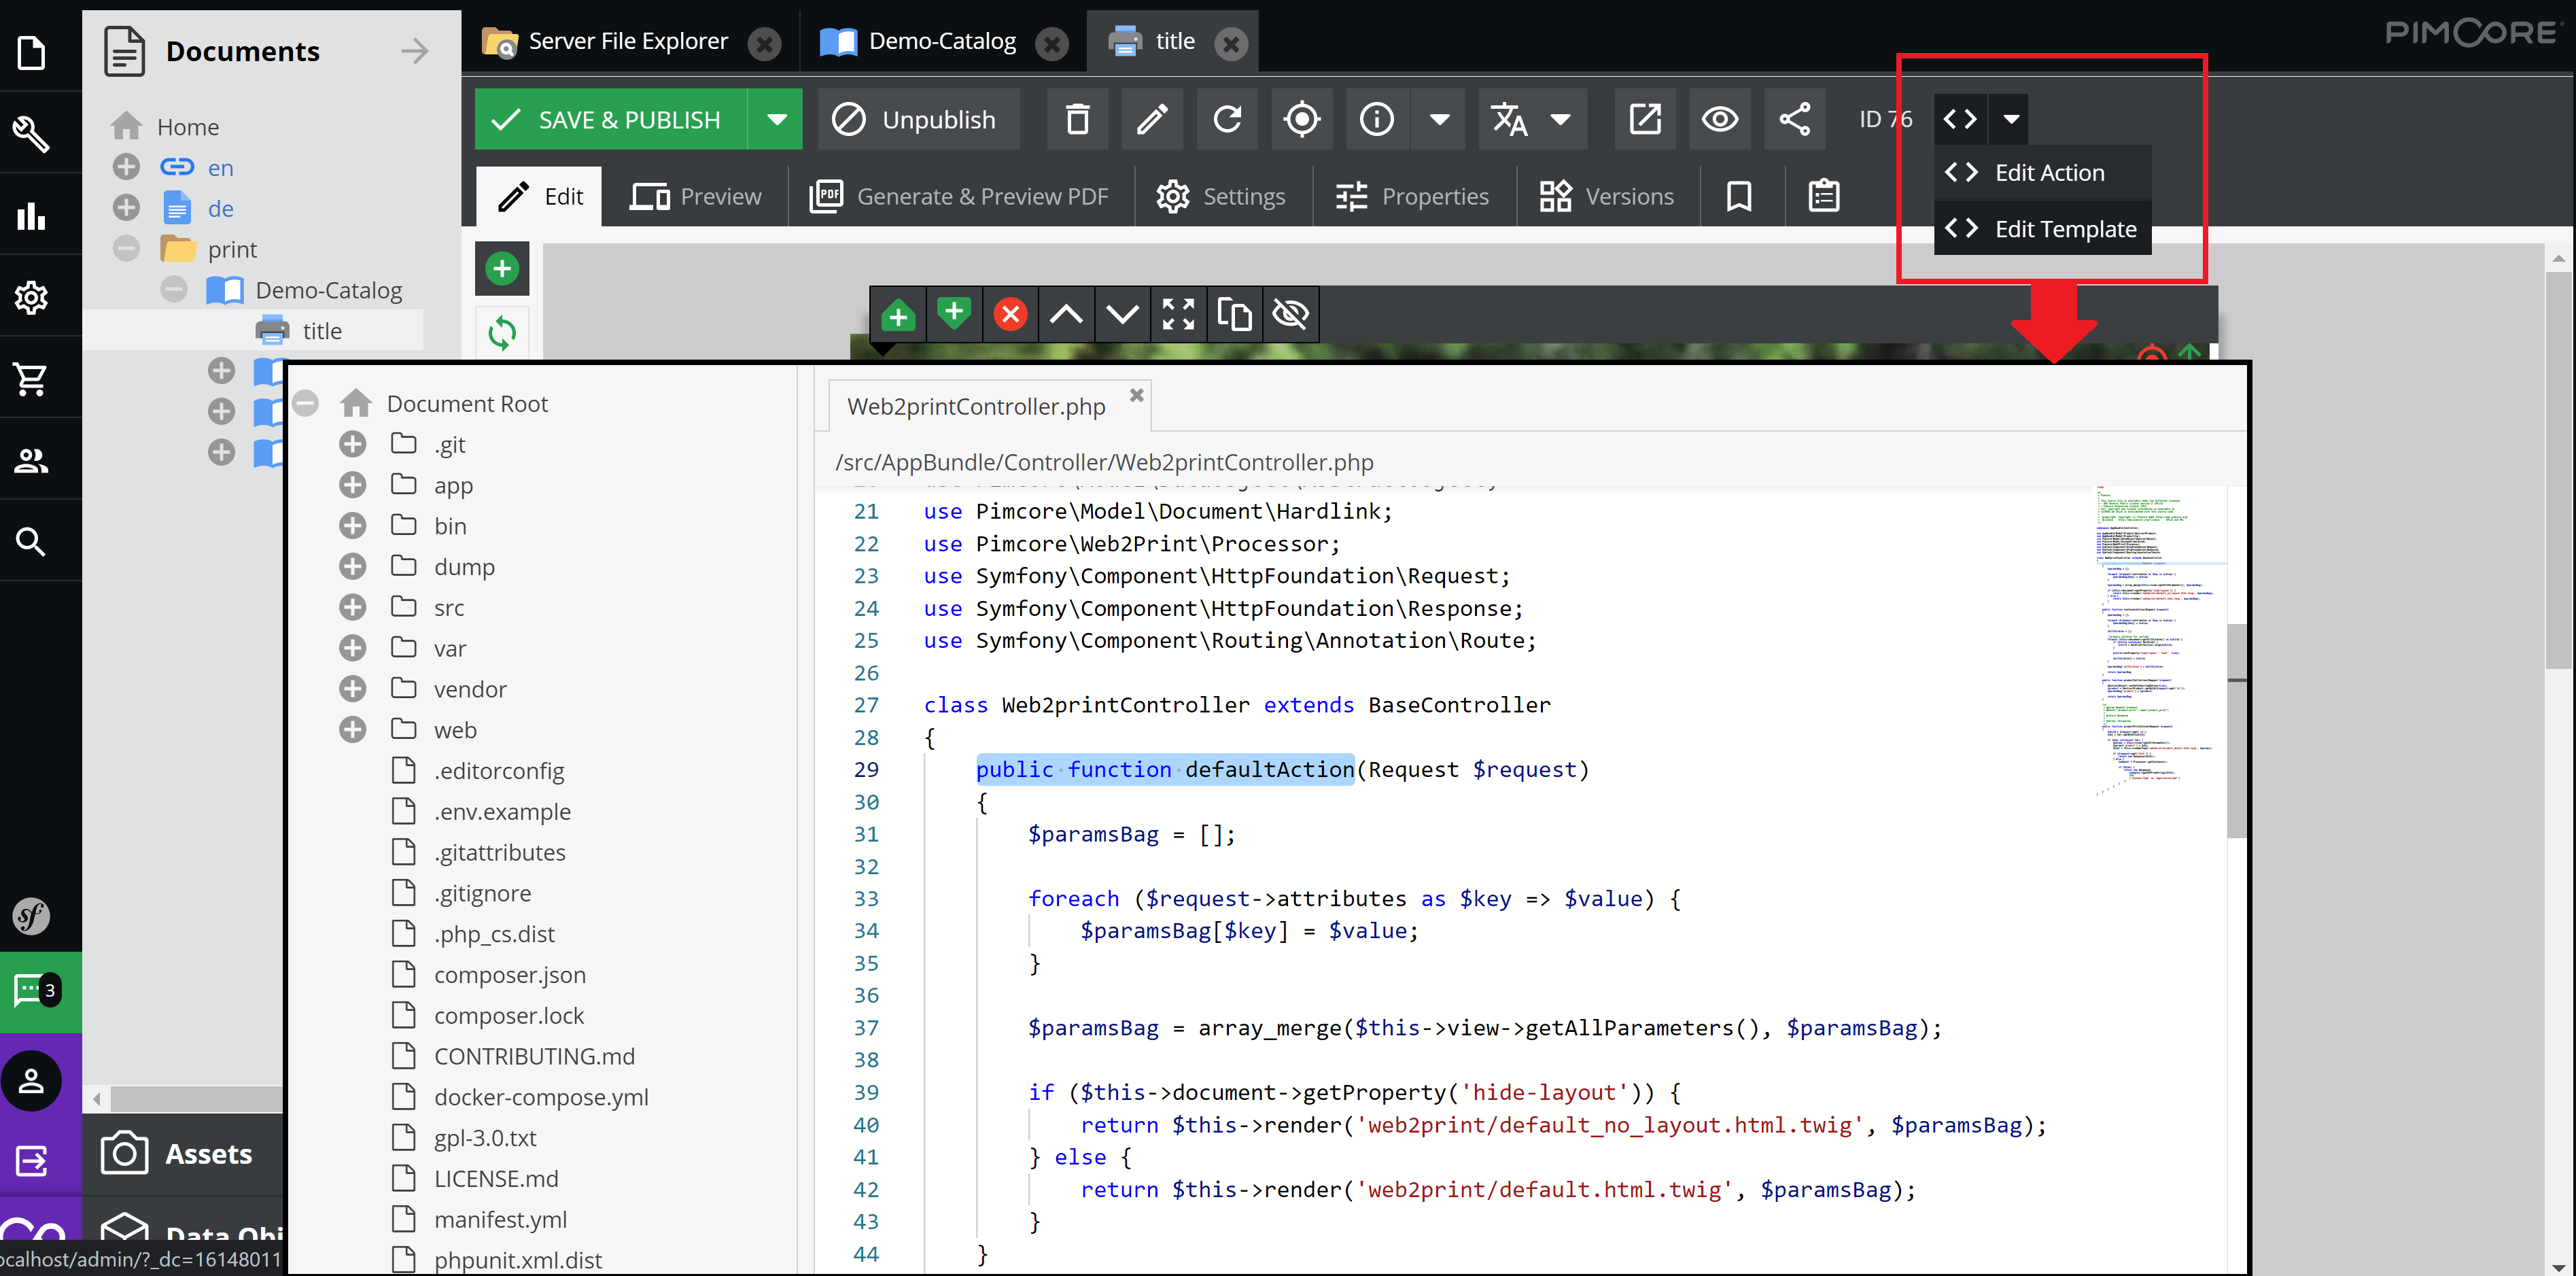 Documents
Server File Explorer
Demo-Catalog
title
PIMCORE
Home
en
de
print
Demo-Catalog
title
SAVE & PUBLISH
Unpublish
ID 76
Edit Action
Edit Template
Edit
Preview
PDF
Generate & Preview PDF
Settings
Properties
Versions
Document Root
.git
app
bin
dump
src
var
vendor
web
.editorconfig
.env.example
.gitattributes
.gitignore
.php_cs.dist
composer.json
composer.lock
CONTRIBUTING.md
docker-compose.yml
gpl-3.0.txt
LICENSE.md
manifest.yml
phpunit.xml.dist
Web2printController.php
/src/AppBundle/Controller/Web2printController.php
21 use Pimcore\Model\Document\Hardlink;
22 use Pimcore\Web2Print\Processor;
23 use Symfony\Component\HttpFoundation\Request;
24 use Symfony\Component\HttpFoundation\Response;
25 use Symfony\Component\Routing\Annotation\Route;
26
27 class Web2printController extends BaseController
28 {
29 public function defaultAction(Request $request)
30 {
31 $paramsBag = [];
32
33 foreach ($request->attributes as $key => $value) {
34 $paramsBag[$key] = $value;
35 }
36
37 $paramsBag = array_merge($this->view->getAllParameters(), $paramsBag);
38
39 if ($this->document->getProperty('hide-layout')) {
40 return $this->render('web2print/default_no_layout.html.twig', $paramsBag);
41 } else {
42 return $this->render('web2print/default.html.twig', $paramsBag);
43 }
44 }
sf
3
Assets
Data Obj
ocalhost/admin/?_dc=16148011